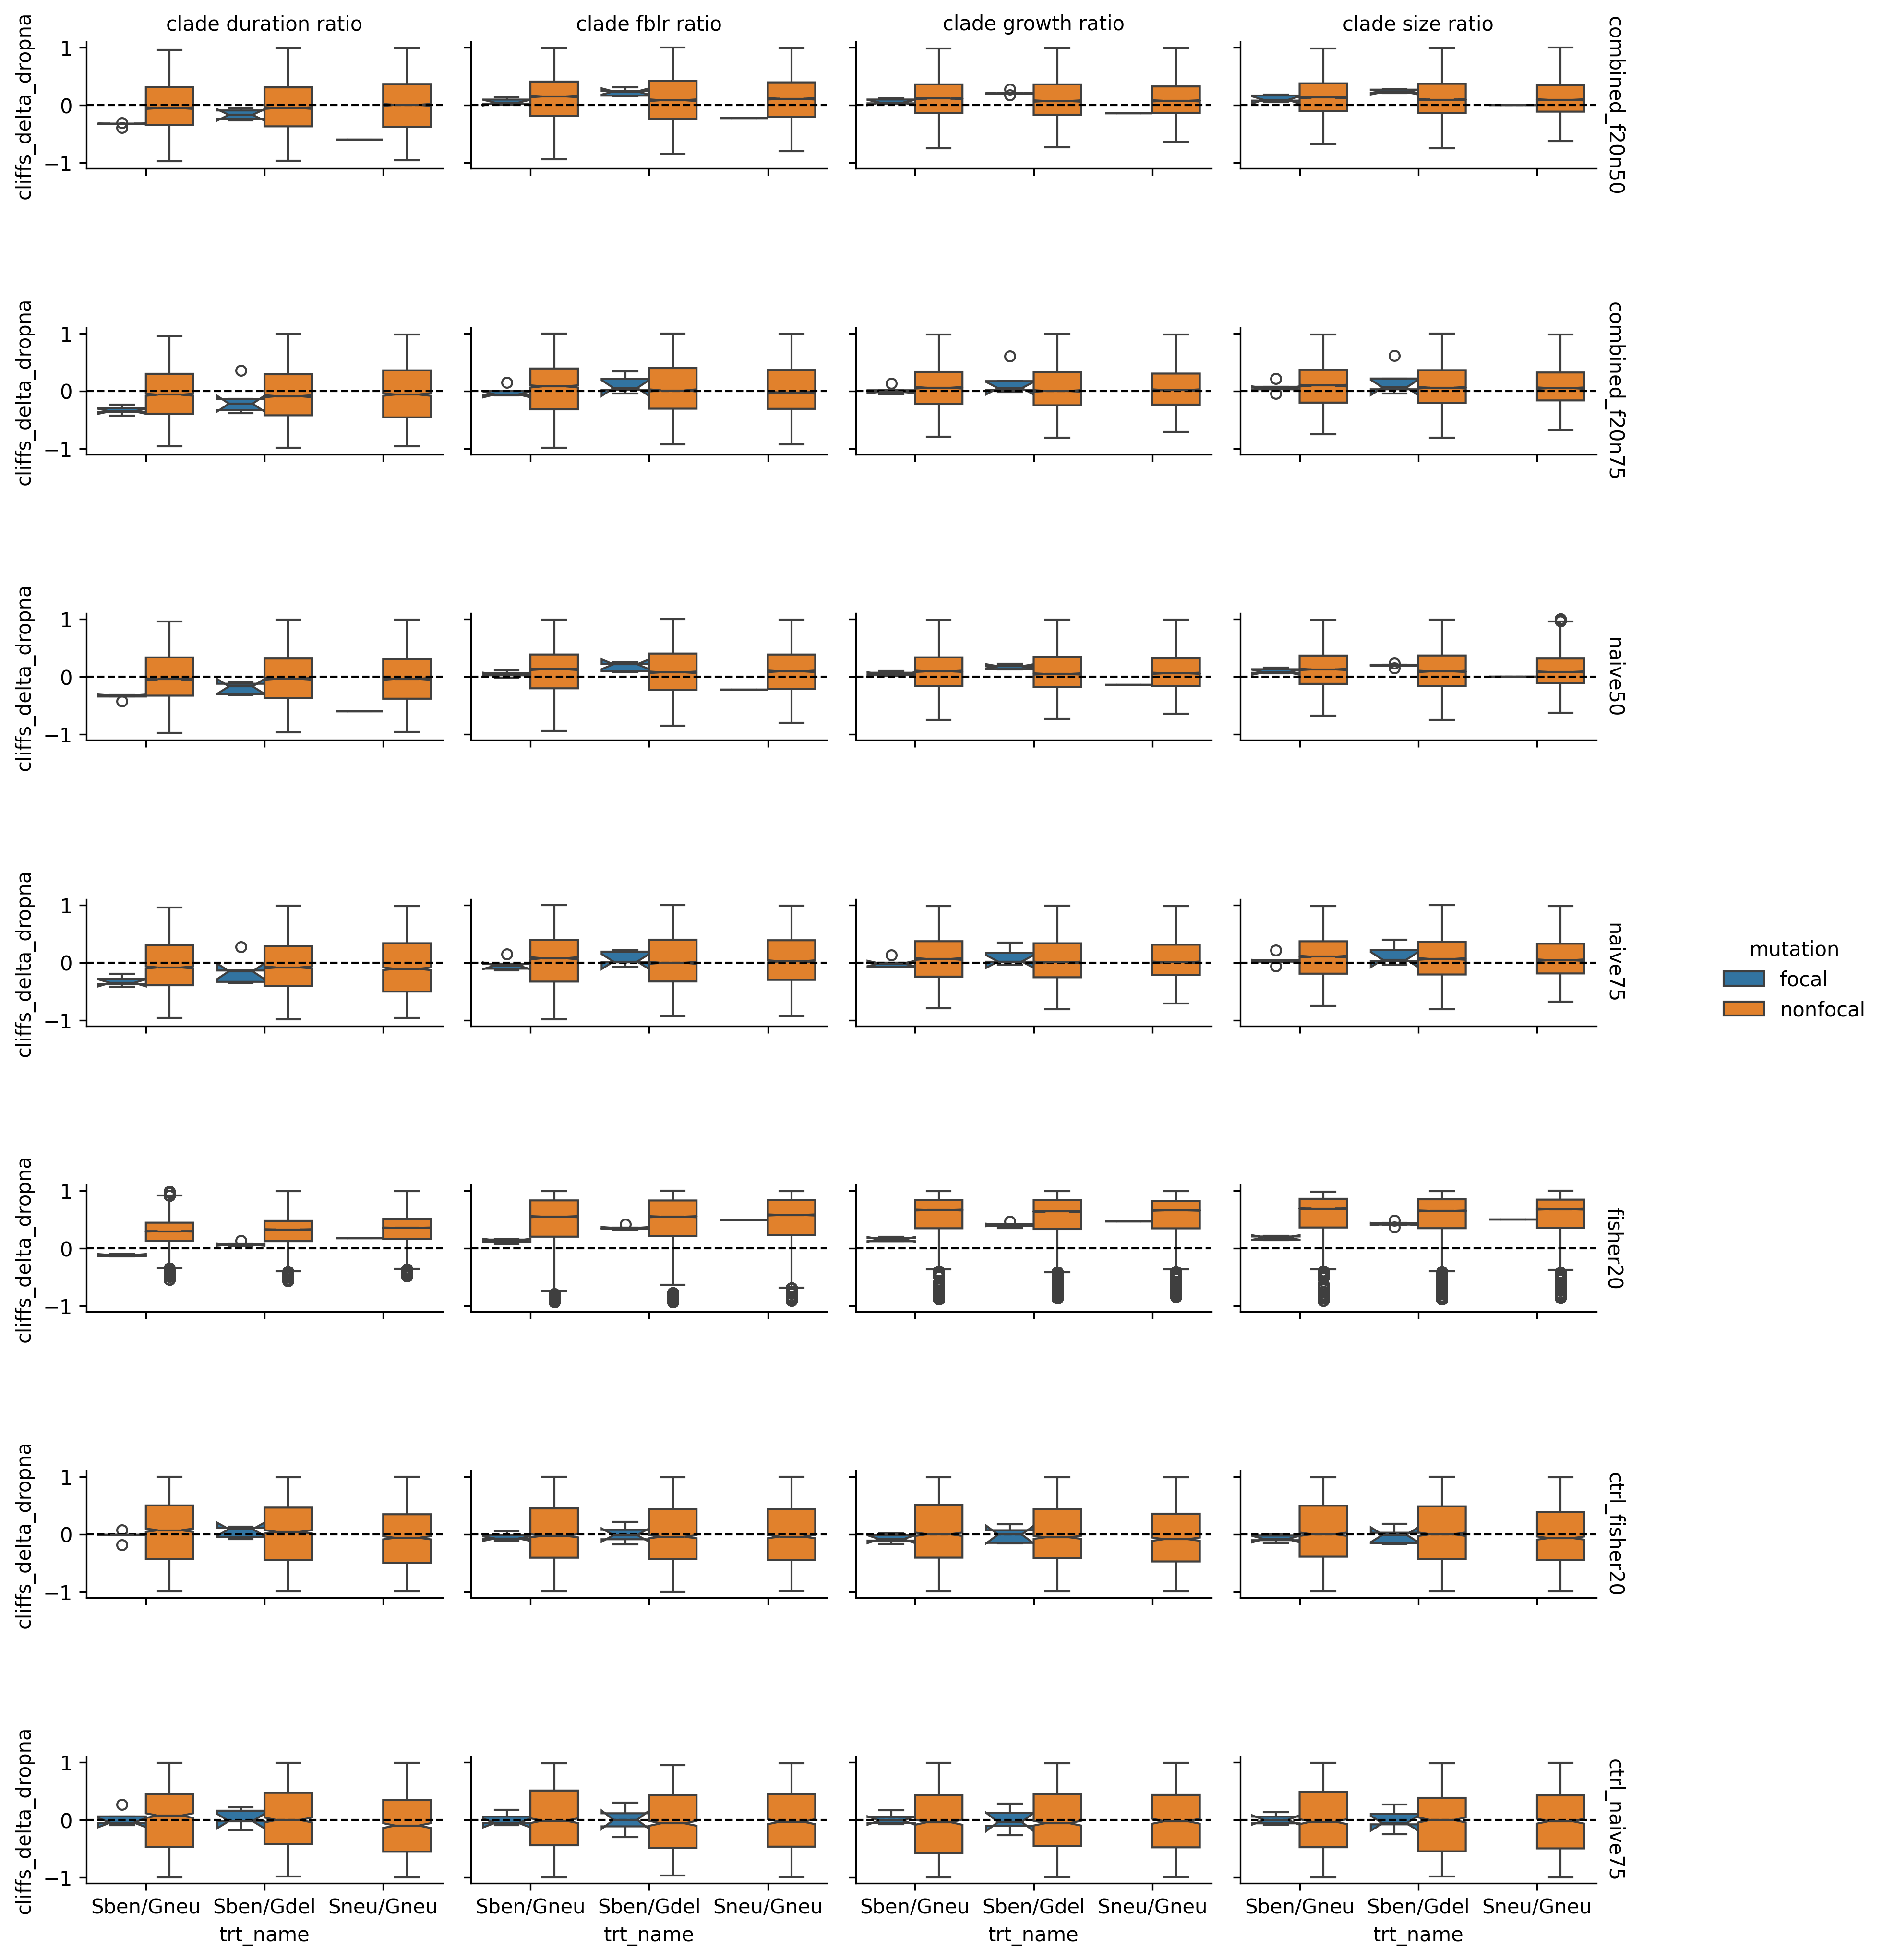 clade duration ratio
clade fblr ratio
clade growth ratio
clade size ratio
cliffs_delta_dropna
1
0
−1
combined_f20n50
cliffs_delta_dropna
1
0
−1
combined_f20n75
cliffs_delta_dropna
1
0
−1
naive50
cliffs_delta_dropna
1
0
−1
naive75
mutation
focal
nonfocal
cliffs_delta_dropna
1
0
−1
fisher20
cliffs_delta_dropna
1
0
−1
ctrl_fisher20
cliffs_delta_dropna
1
0
−1
ctrl_naive75
Sben/Gneu Sben/Gdel Sneu/Gneu
trt_name
Sben/Gneu Sben/Gdel Sneu/Gneu
trt_name
Sben/Gneu Sben/Gdel Sneu/Gneu
trt_name
Sben/Gneu Sben/Gdel Sneu/Gneu
trt_name